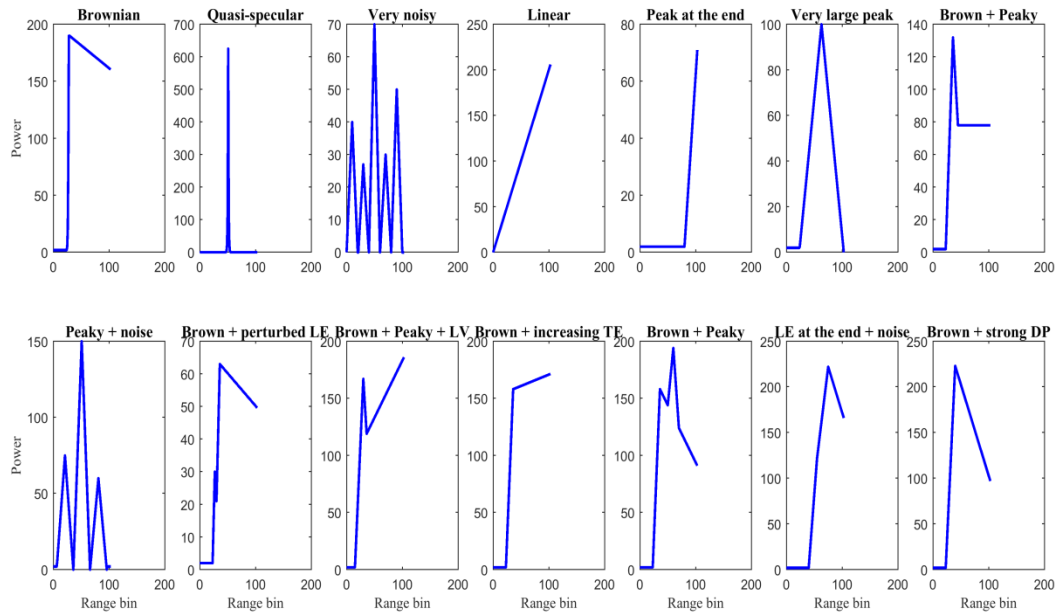 Brownian
Quasi-specular
Very noisy
Linear
Peak at the end
Very large peak
Brown + Peaky
Power
200
150
100
50
0
0 100 200
700
600
500
400
300
200
100
0
0 100 200
70
60
50
40
30
20
10
0
0 100 200
250
200
150
100
50
0
0 100 200
80
60
40
20
0
0 100 200
100
80
60
40
20
0
0 100 200
140
120
100
80
60
40
20
0
0 100 200
Peaky + noise
Brown + perturbed LE
Brown + Peaky + LV
Brown + increasing TE
Brown + Peaky
LE at the end + noise
Brown + strong DP
Power
150
100
50
0
0 100 200
Range bin
70
60
50
40
30
20
10
0
0 100 200
Range bin
200
150
100
50
0
0 100 200
Range bin
200
150
100
50
0
0 100 200
Range bin
200
150
100
50
0
0 100 200
Range bin
250
200
150
100
50
0
0 100 200
Range bin
250
200
150
100
50
0
0 100 200
Range bin